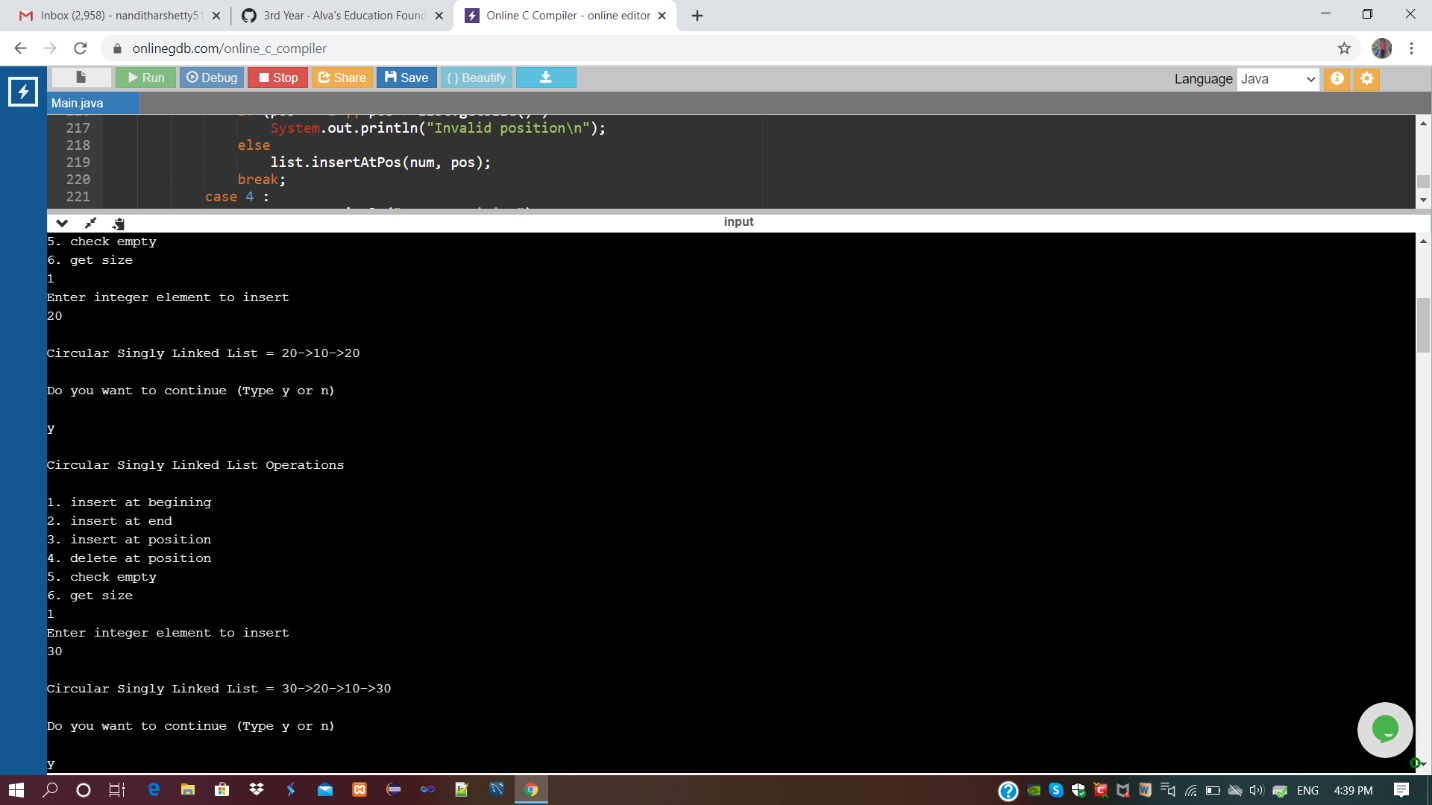 Inbox (2,958) - nanditharshetty51
3rd Year · Alva's Education Found
Online C Compiler - online editor
onlinegdb.com/online_c_compiler
Run
Debug
Stop
Share
Save
{ } Beautify
Language
Java
Main.java
217 System.out.println("Invalid position\n");
218 else
219 list.insertAtPos(num, pos);
220 break;
221 case 4 :
input
5. check empty
6. get size
1
Enter integer element to insert
20
Circular Singly Linked List = 20->10->20
Do you want to continue (Type y or n)
y
Circular Singly Linked List Operations
1. insert at begining
2. insert at end
3. insert at position
4. delete at position
5. check empty
6. get size
1
Enter integer element to insert
30
Circular Singly Linked List = 30->20->10->30
Do you want to continue (Type y or n)
y
ENG
4:39 PM